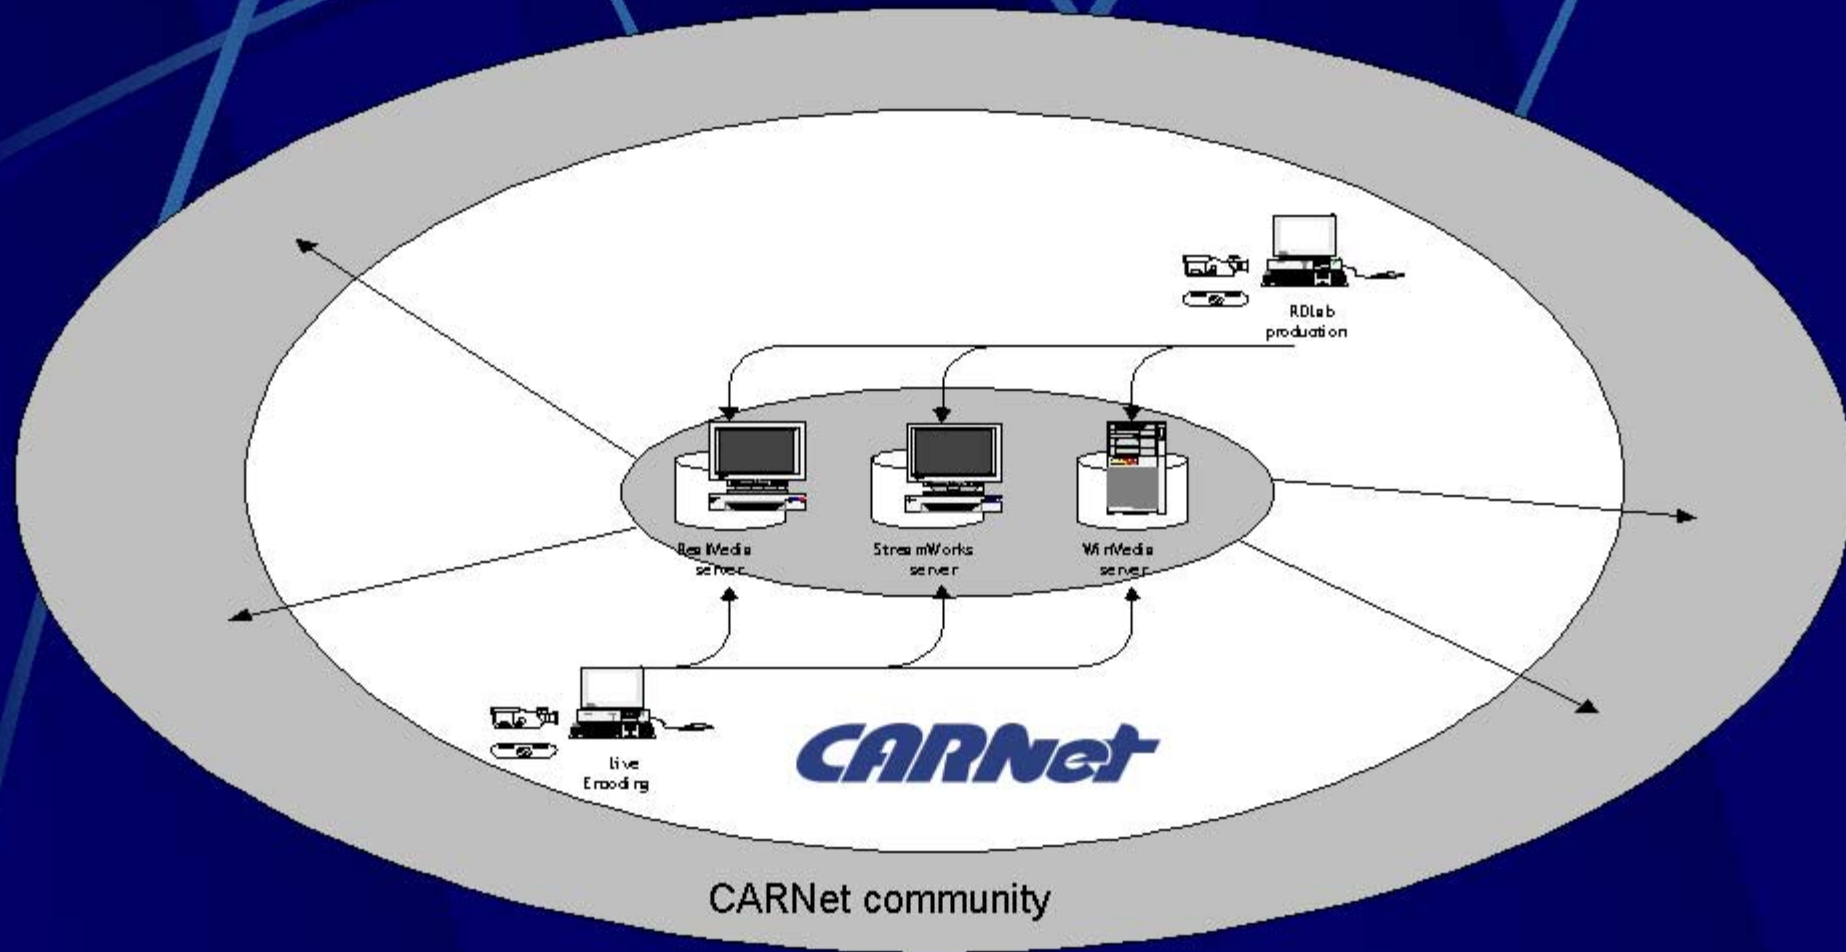 RDLab
production
RealMedia
server
StreamWorks
server
WinMedia
server
Live
Encoding
CARNet
CARNet community